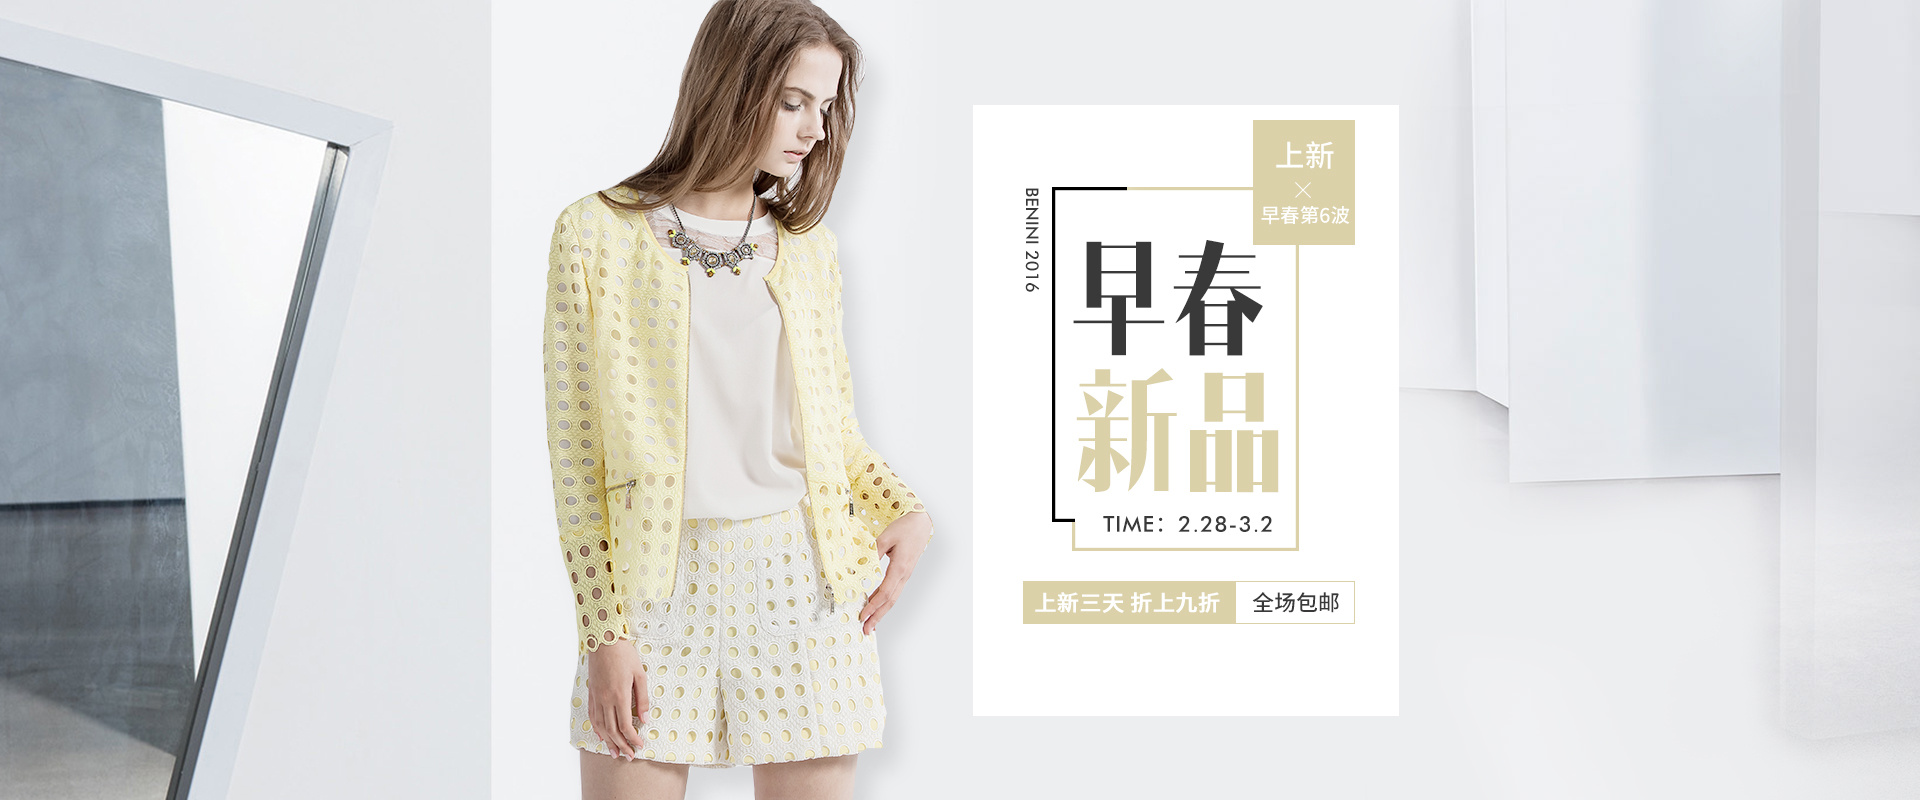 上新
×
早春第6波
BENINI 2016
早春
新品
TIME：2.28-3.2
上新三天 折上九折
全场包邮